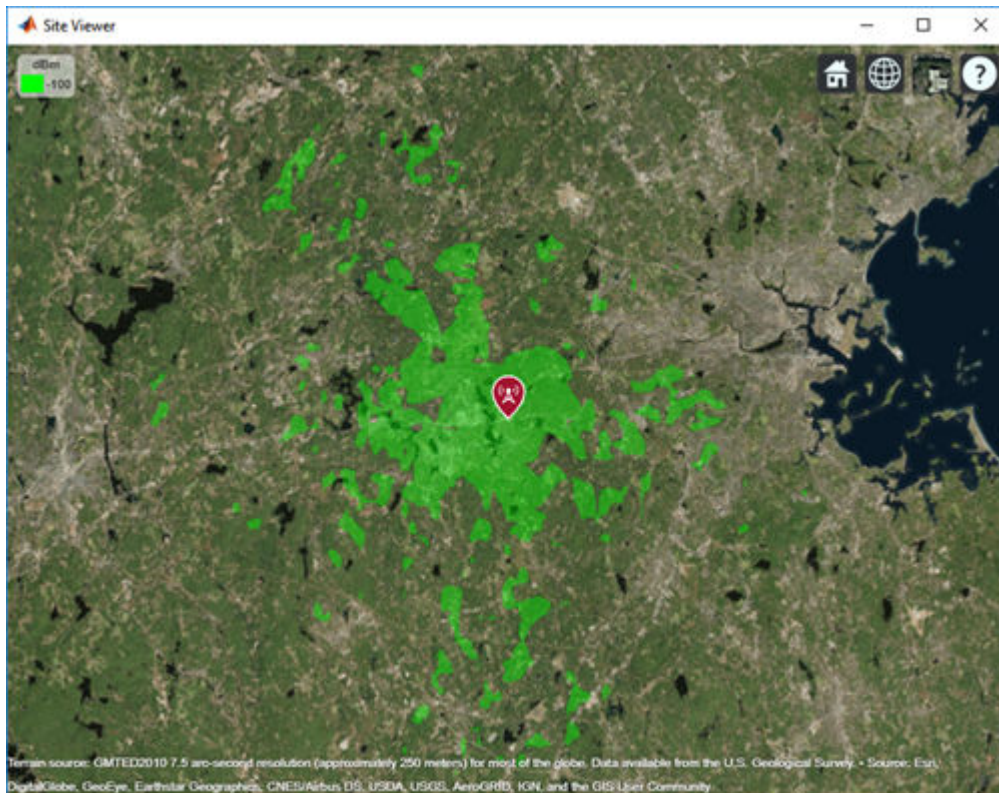 Site Viewer
dBm
-100
?
Terrain source: GMTED2010 7.5 arc-second resolution (approximately 250 meters) for most of the globe. Data available from the U.S. Geological Survey. • Source: Esri,
DigitalGlobe, GeoEye, Earthstar Geographics, CNES/Airbus DS, USDA, USGS, AeroGRID, IGN, and the GIS User Community